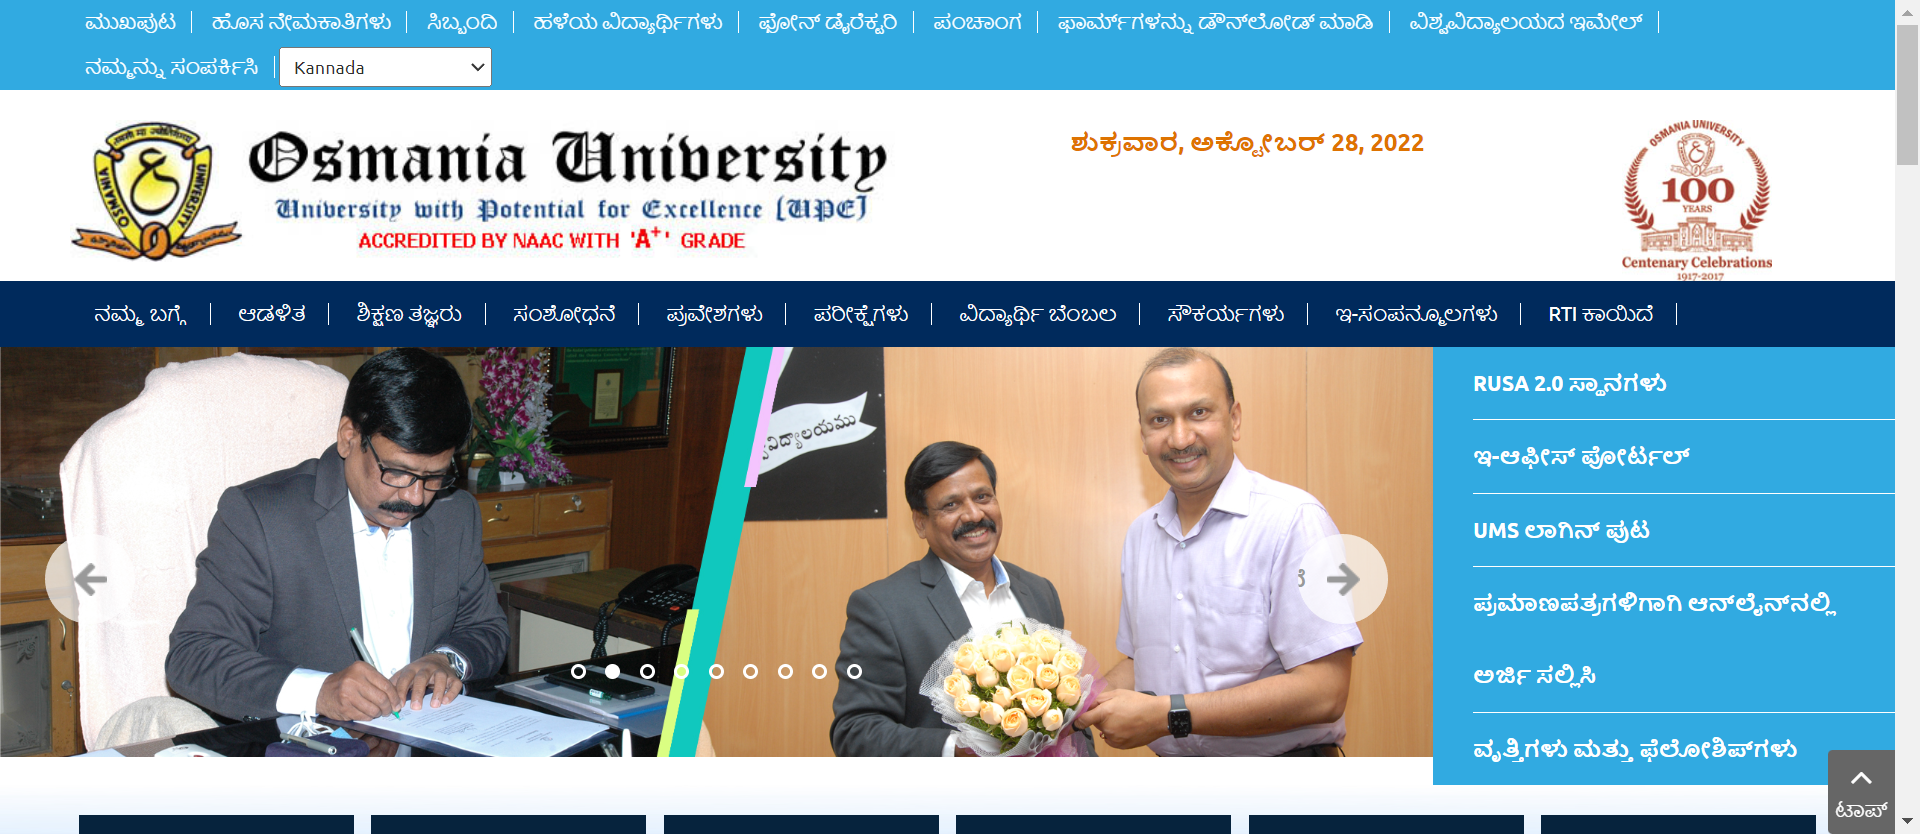 ಮುಖಪುಟ ಹೊಸ ನೇಮಕಾತಿಗಳು ಸಿಬ್ಬಂದಿ ಹಳೆಯ ವಿದ್ಯಾರ್ಥಿಗಳು ಫೋನ್ ಡೈರೆಕ್ಟರಿ ಪಂಚಾಂಗ ಫಾರ್ಮ್‌ಗಳನ್ನು ಡೌನ್‌ಲೋಡ್ ಮಾಡಿ ವಿಶ್ವವಿದ್ಯಾಲಯದ ಇಮೇಲ್
ನಮ್ಮನ್ನು ಸಂಪರ್ಕಿಸಿ Kannada
Osmania University
University with Potential for Excellence [UPE]
ACCREDITED BY NAAC WITH 'A+' GRADE
OSMANIA UNIVERSITY
ಶುಕ್ರವಾರ, ಅಕ್ಟೋಬರ್ 28, 2022
OSMANIA UNIVERSITY
100
YEARS
Centenary Celebrations
1917-2017
ನಮ್ಮ ಬಗ್ಗೆ ಆಡಳಿತ ಶಿಕ್ಷಣ ತಜ್ಞರು ಸಂಶೋಧನೆ ಪ್ರವೇಶಗಳು ಪರೀಕ್ಷೆಗಳು ವಿದ್ಯಾರ್ಥಿ ಬೆಂಬಲ ಸೌಕರ್ಯಗಳು ಇ-ಸಂಪನ್ಮೂಲಗಳು RTI ಕಾಯಿದೆ
RUSA 2.0 ಸ್ಥಾನಗಳು
ಇ-ಆಫೀಸ್ ಪೋರ್ಟಲ್
UMS ಲಾಗಿನ್ ಪುಟ
ಪ್ರಮಾಣಪತ್ರಗಳಿಗಾಗಿ ಆನ್‌ಲೈನ್‌ನಲ್ಲಿ
ಅರ್ಜಿ ಸಲ್ಲಿಸಿ
ವೃತ್ತಿಗಳು ಮತ್ತು ಫೆಲೋಶಿಪ್‌ಗಳು
ಟಾಪ್